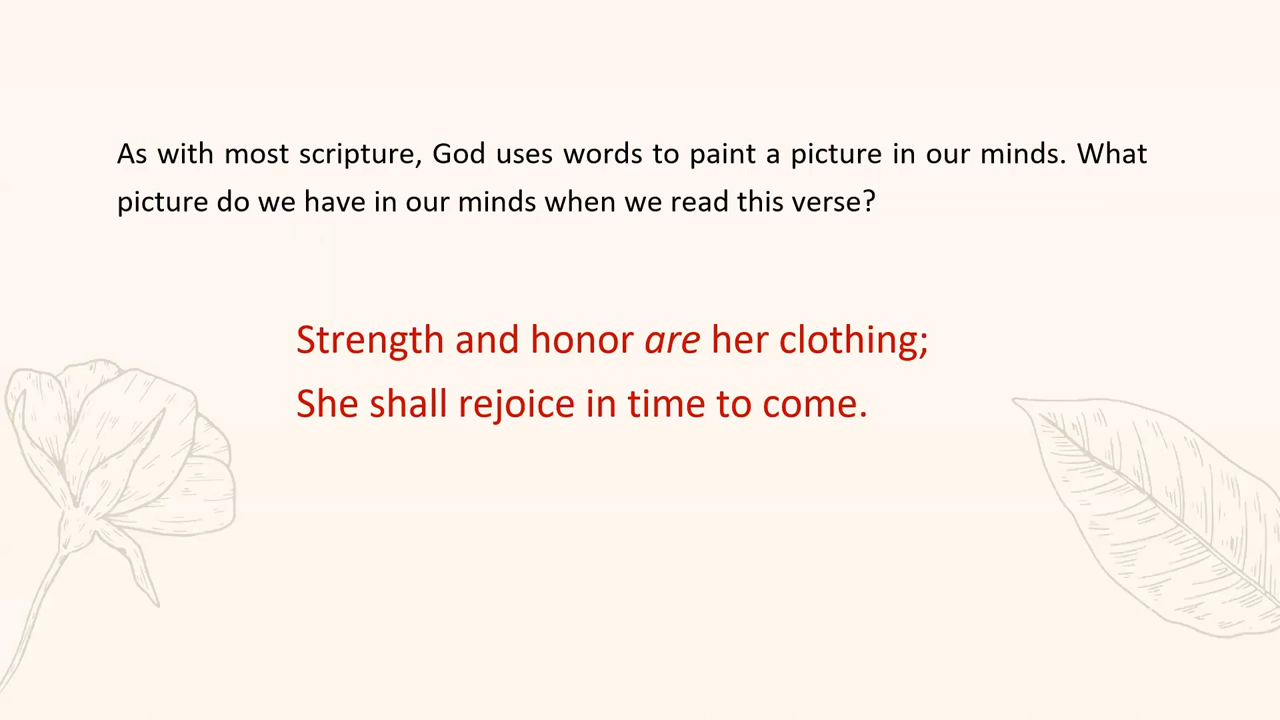 As with most scripture, God uses words to paint a picture in our minds. What
picture do we have in our minds when we read this verse?
Strength and honor are her clothing;
She shall rejoice in time to come.